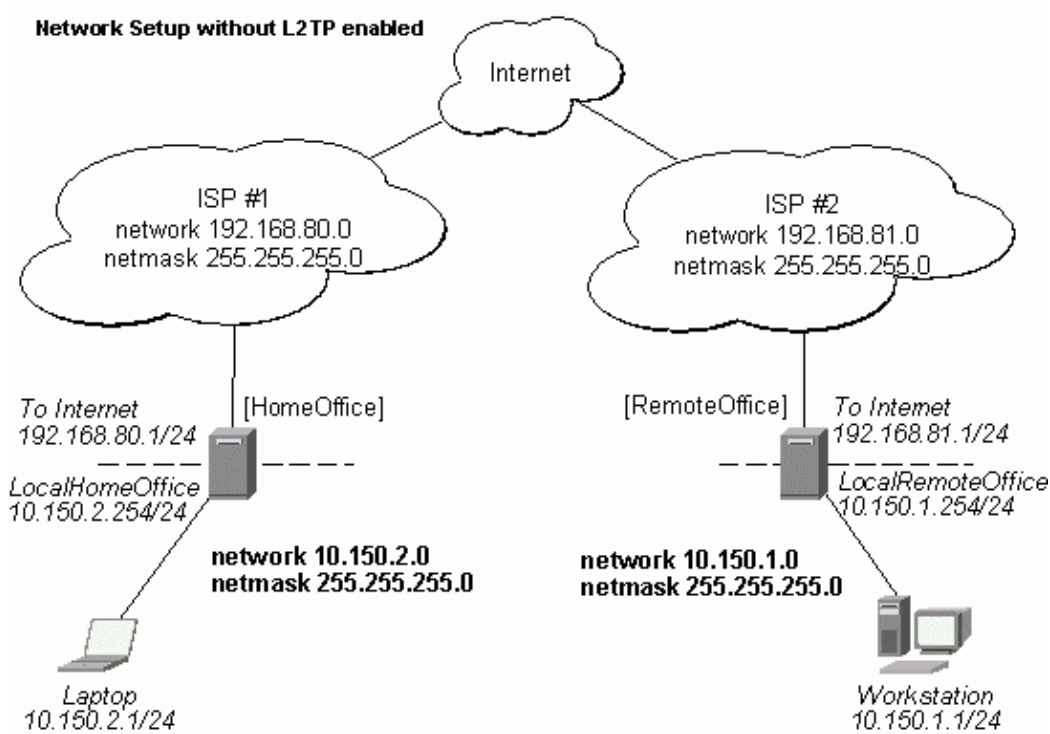 Network Setup without L2TP enabled
Internet
ISP #1
network 192.168.80.0
netmask 255.255.255.0
ISP #2
network 192.168.81.0
netmask 255.255.255.0
To Internet
192.168.80.1/24
[HomeOffice]
[RemoteOffice]
To Internet
192.168.81.1/24
LocalHomeOffice
10.150.2.254/24
LocalRemoteOffice
10.150.1.254/24
network 10.150.2.0
netmask 255.255.255.0
network 10.150.1.0
netmask 255.255.255.0
Laptop
10.150.2.1/24
Workstation
10.150.1.1/24